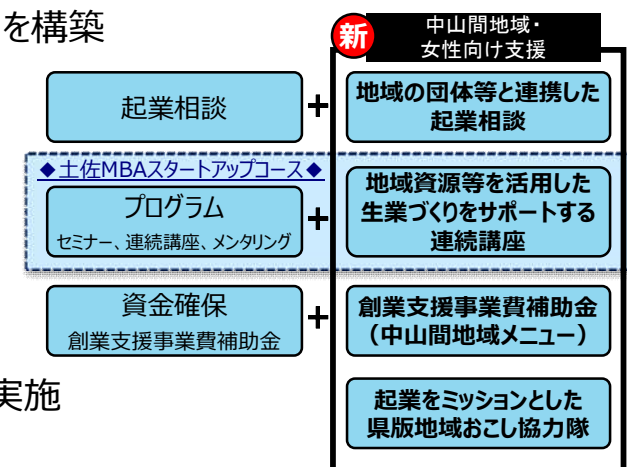 を構築
新
中山間地域・
女性向け支援
起業相談
+
地域の団体等と連携した
起業相談
◆土佐MBAスタートアップコース◆
プログラム
セミナー、連続講座、メンタリング
+
地域資源等を活用した
生業づくりをサポートする
連続講座
資金確保
創業支援事業費補助金
+
創業支援事業費補助金
（中山間地域メニュー）
実施
起業をミッションとした
県版地域おこし協力隊